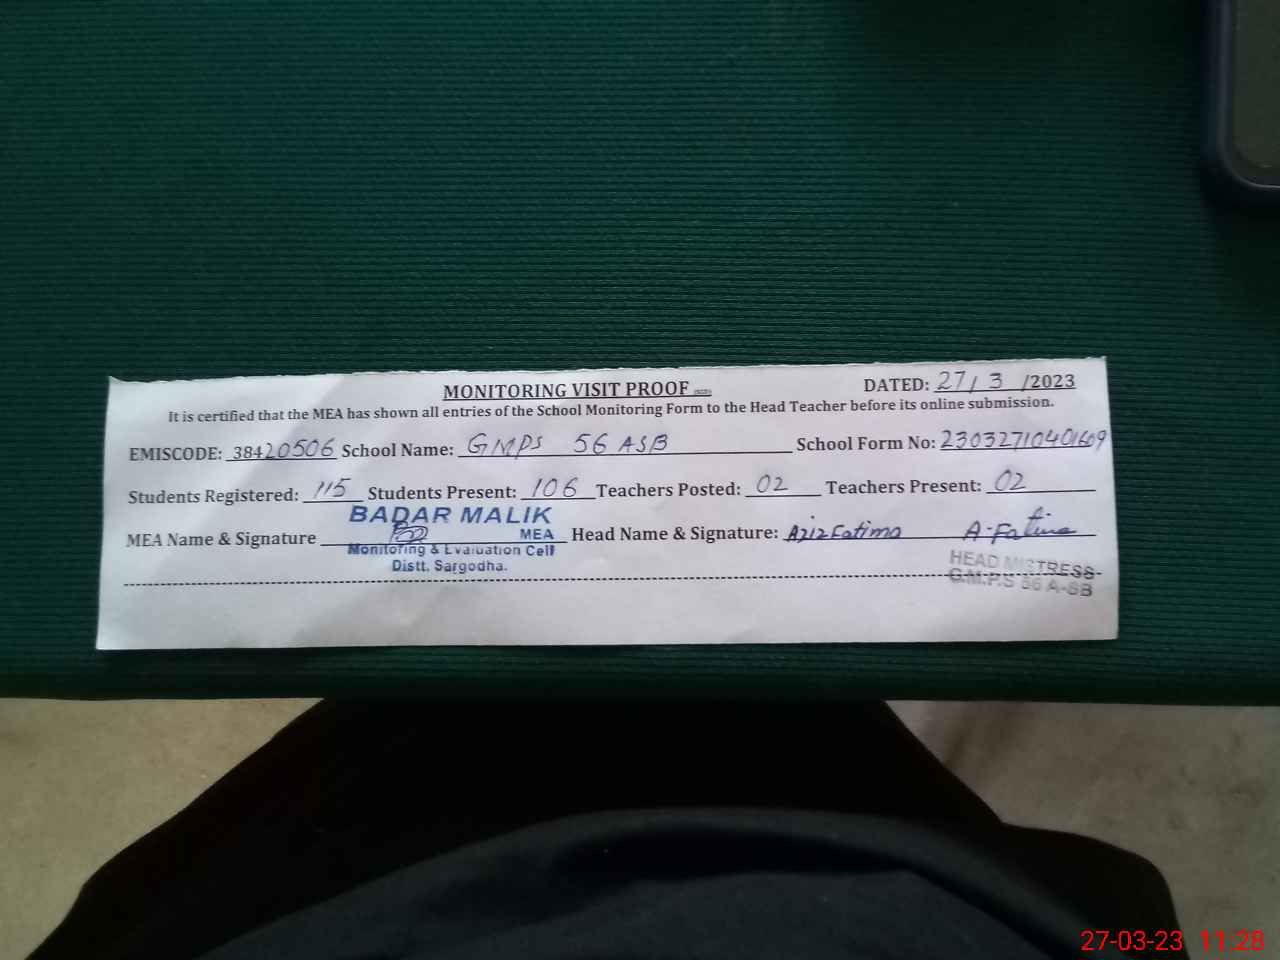 MONITORING VISIT PROOF
DATED: 27/3/2023
It is certified that the MEA has shown all entries of the School Monitoring Form to the Head Teacher before its online submission.
EMISCODE: 38420506 School Name: GMPS 56 ASB School Form No: 23032710401609
Students Registered: 115 Students Present: 106 Teachers Posted: 02 Teachers Present: 02
BADAR MALIK
MEA Name & Signature MEA Head Name & Signature: Aziz Fatima A-Fatima
Monitoring & Evaluation Cell
Distt. Sargodha.
HEAD MISTRESS
G.M.P.S 56 A-SB
27-03-23 11:28